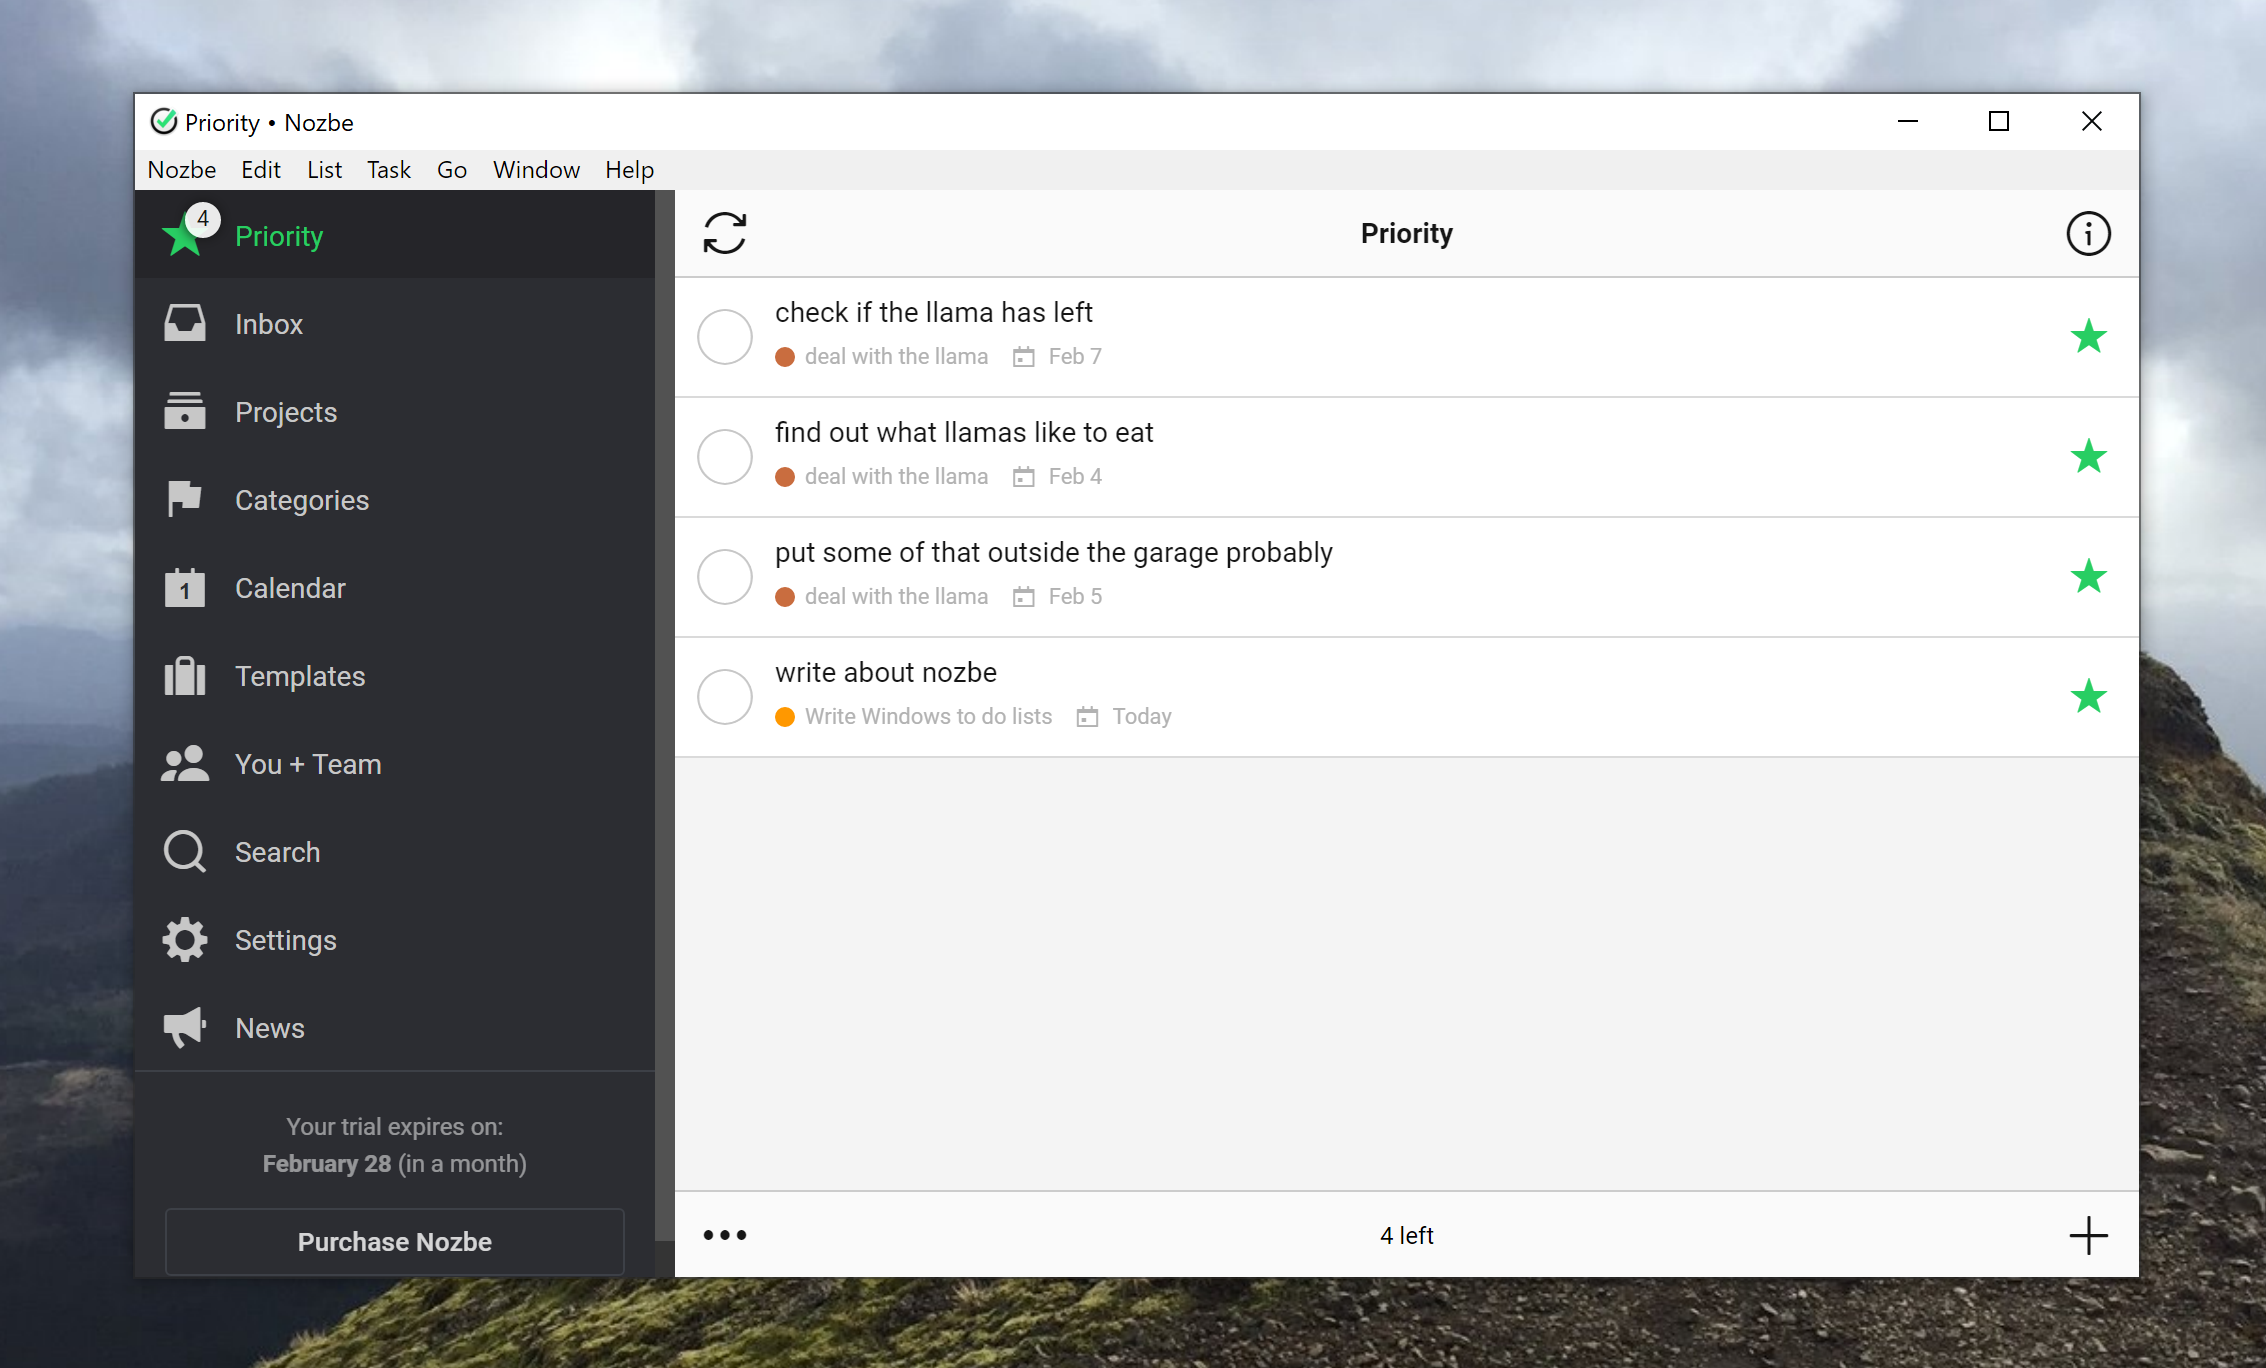 Priority • Nozbe
Nozbe Edit List Task Go Window Help
4
Priority
Inbox
Projects
Categories
1
Calendar
Templates
You + Team
Search
Settings
News
Your trial expires on:
February 28 (in a month)
Purchase Nozbe
Priority
check if the llama has left
deal with the llama Feb 7
find out what llamas like to eat
deal with the llama Feb 4
put some of that outside the garage probably
deal with the llama Feb 5
write about nozbe
Write Windows to do lists Today
4 left